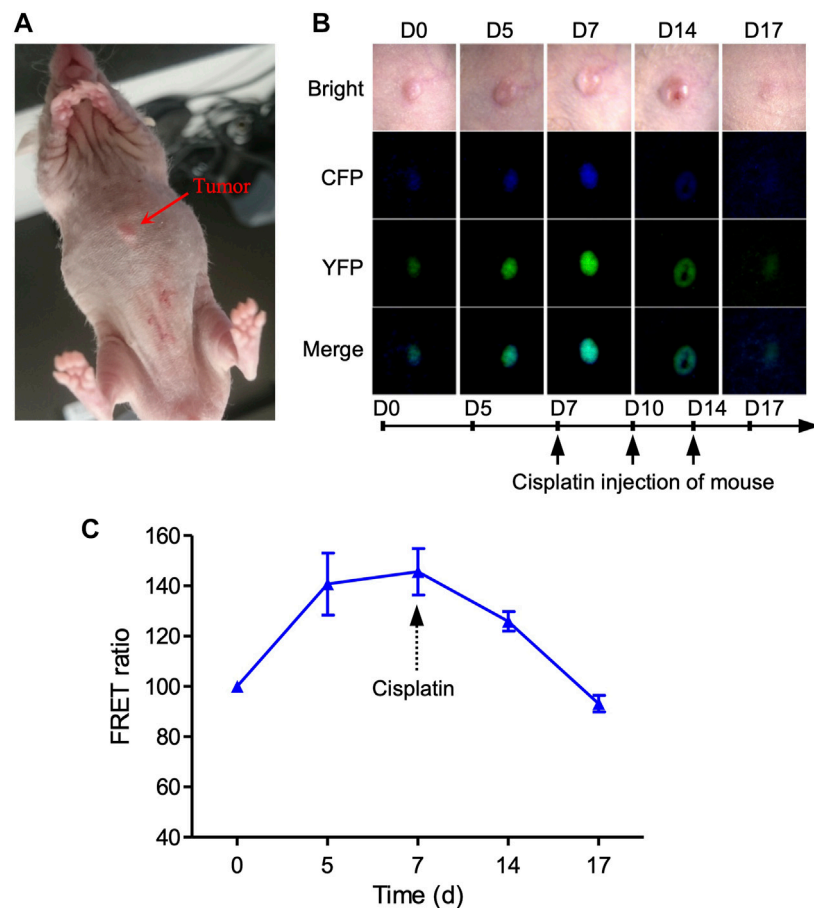 A
Tumor
B
D0 D5 D7 D14 D17
Bright
CFP
YFP
Merge
D0 D5 D7 D10 D14 D17
Cisplatin injection of mouse
C
FRET ratio
160
140
120
100
80
60
40
Cisplatin
0 5 7 14 17
Time (d)